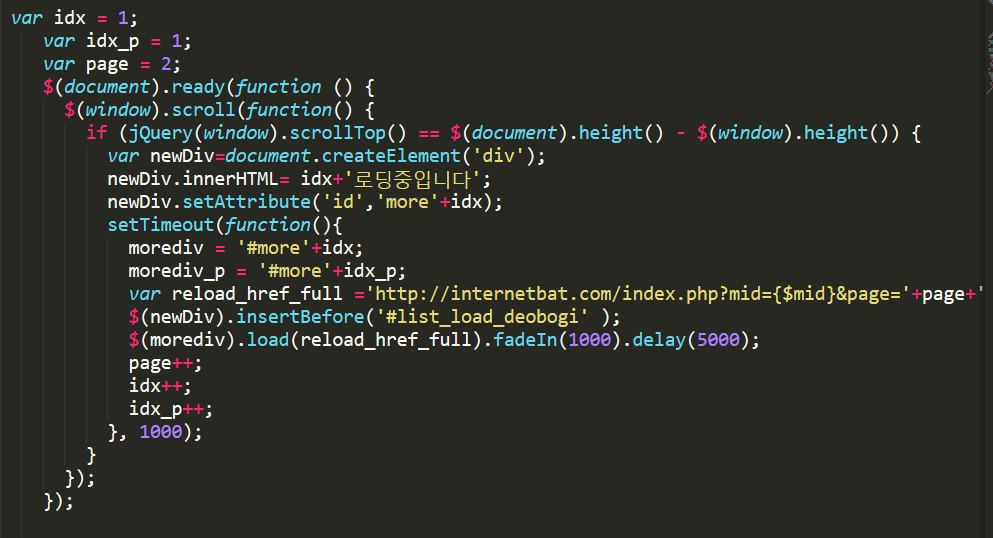 var idx = 1;
var idx_p = 1;
var page = 2;
$(document).ready(function () {
$(window).scroll(function() {
if (jQuery(window).scrollTop() == $(document).height() - $(window).height()) {
var newDiv=document.createElement('div');
newDiv.innerHTML= idx+'로딩중입니다';
newDiv.setAttribute('id','more'+idx);
setTimeout(function(){
morediv = '#more'+idx;
morediv_p = '#more'+idx_p;
var reload_href_full ='http://internetbat.com/index.php?mid={$mid}&page='+page+'
$(newDiv).insertBefore('#list_load_deobogi' );
$(morediv).load(reload_href_full).fadeIn(1000).delay(5000);
page++;
idx++;
idx_p++;
}, 1000);
}
});
});